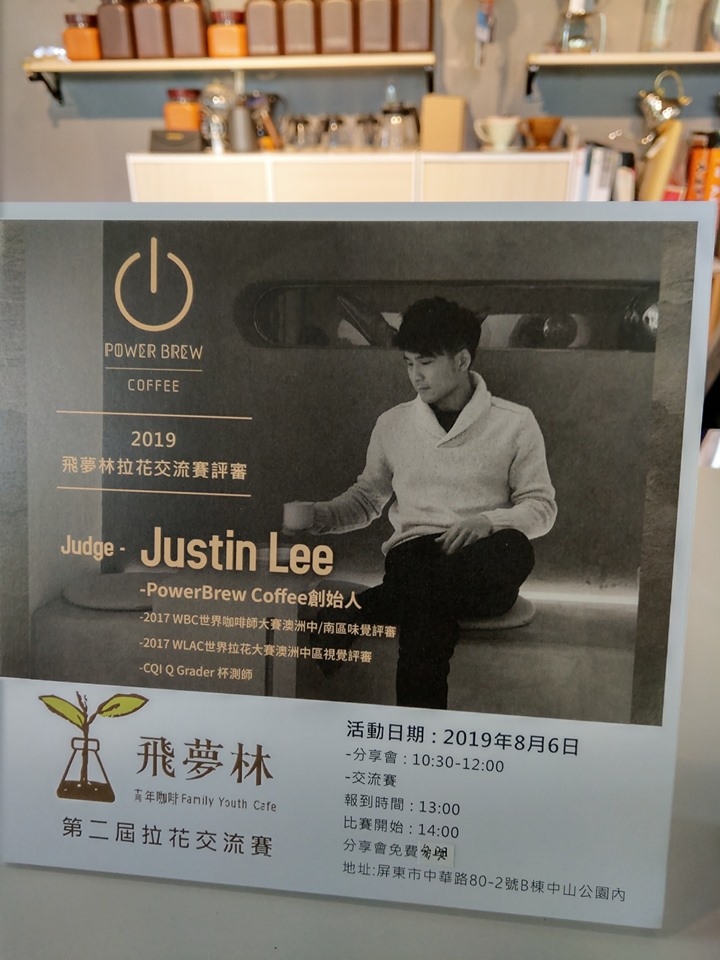 POWER BREW
COFFEE
2019
飛夢林拉花交流賽評審
Judge - Justin Lee
-PowerBrew Coffee創始人
-2017 WBC世界咖啡師大賽澳洲中/南區味覺評審
-2017 WLAC世界拉花大賽澳洲中區視覺評審
-CQI Q Grader 杯測師
飛夢林
青年咖啡 Family Youth Cafe
第二屆拉花交流賽
活動日期：2019年8月6日
-分享會：10:30-12:00
-交流賽
報到時間：13:00
比賽開始：14:00
分享會免費參與
地址:屏東市中華路80-2號B棟中山公園內